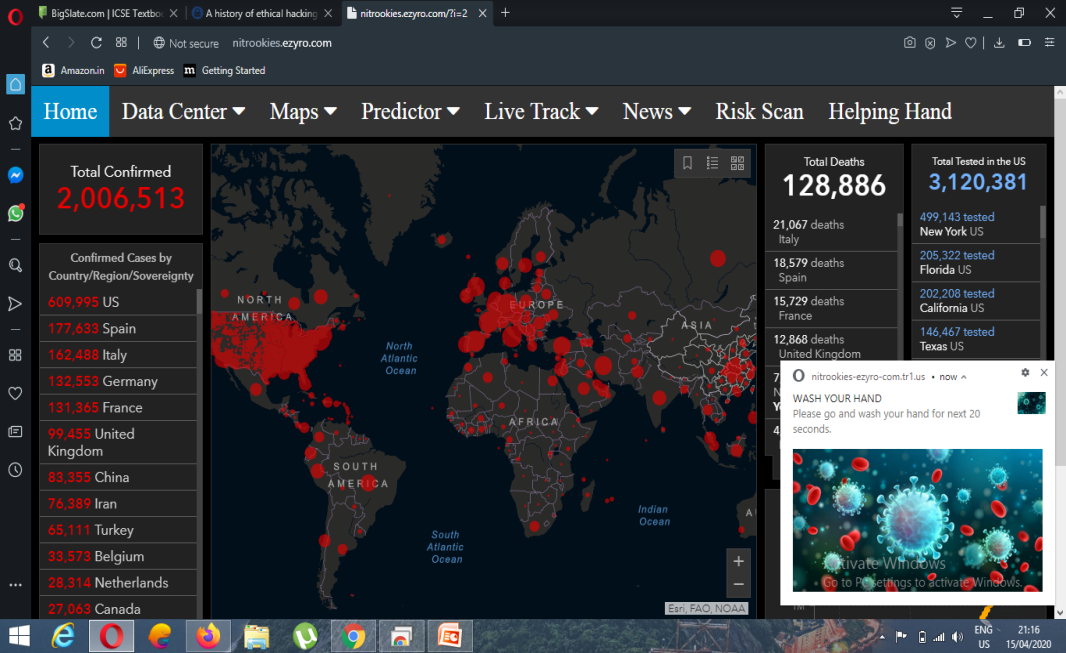 BigSlate.com | ICSE Textboo
A history of ethical hacking
nitrookies.ezyro.com/?i=2
Not secure nitrookies.ezyro.com
Amazon.in AliExpress m Getting Started
Home Data Center Maps Predictor Live Track News Risk Scan Helping Hand
Total Confirmed
2,006,513
Confirmed Cases by
Country/Region/Sovereignty
609,995 US
177,633 Spain
162,488 Italy
132,553 Germany
131,365 France
99,455 United
Kingdom
83,355 China
76,389 Iran
65,111 Turkey
33,573 Belgium
28,314 Netherlands
27,063 Canada
NORTH
AMERICA
EUROPE
ASIA
North
Atlantic
Ocean
AFRICA
SOUTH
AMERICA
Indian
Ocean
South
Atlantic
Ocean
A
Esri, FAO, NOAA
Total Deaths
128,886
21,067 deaths
Italy
18,579 deaths
Spain
15,729 deaths
France
12,868 deaths
United Kingdom
Total Tested in the US
3,120,381
499,143 tested
New York US
205,322 tested
Florida US
202,208 tested
California US
146,467 tested
Texas US
nitrookies-ezyro-com.tr1.us • now
WASH YOUR HAND
Please go and wash your hand for next 20
seconds.
Activate Windows
Go to PC settings to activate Windows.
ENG
US
21:16
15/04/2020